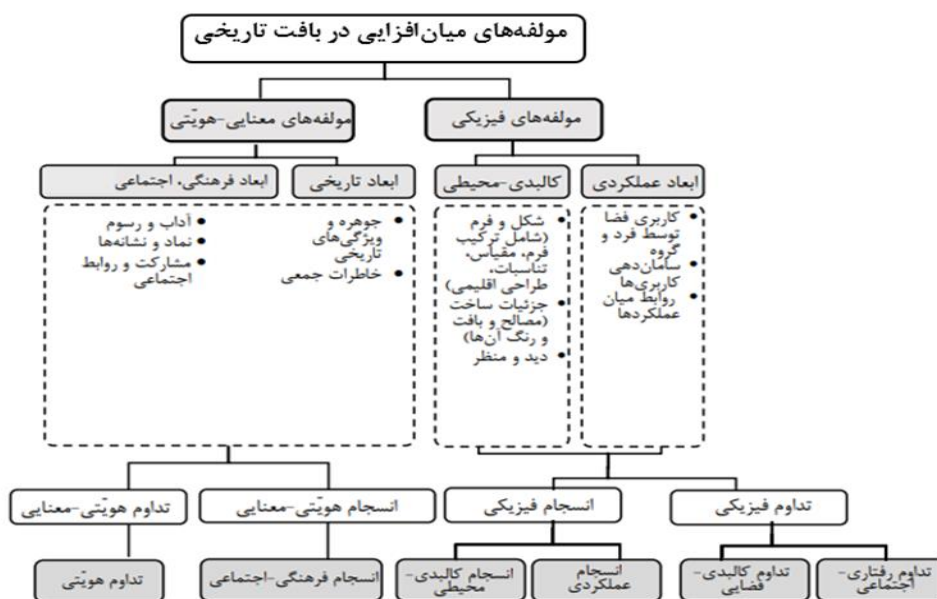 مولفه‌های میان‌افزایی در بافت تاریخی
مولفه‌های فیزیکی
مولفه‌های معنایی-هویّتی
ابعاد عملکردی
کالبدی-محیطی
ابعاد تاریخی
ابعاد فرهنگی، اجتماعی
• کاربری فضا
توسط فرد و
گروه
• سامان‌دهی
کاربری‌ها
• روابط میان
عملکردها
• شکل و فرم
(شامل ترکیب
فرم، مقیاس،
تناسبات،
طراحی اقلیمی)
• جزئیات ساخت
(مصالح و بافت
و رنگ آن‌ها)
• دید و منظر
• جوهره و
ویژگی‌های
تاریخی
• خاطرات جمعی
• آداب و رسوم
• نماد و نشانه‌ها
• مشارکت و روابط
اجتماعی
تداوم فیزیکی
انسجام فیزیکی
انسجام هویّتی-معنایی
تداوم هویّتی-معنایی
تداوم رفتاری-
اجتماعی
تداوم کالبدی-
فضایی
انسجام
عملکردی
انسجام کالبدی-
محیطی
انسجام فرهنگی-اجتماعی
تداوم هویّتی